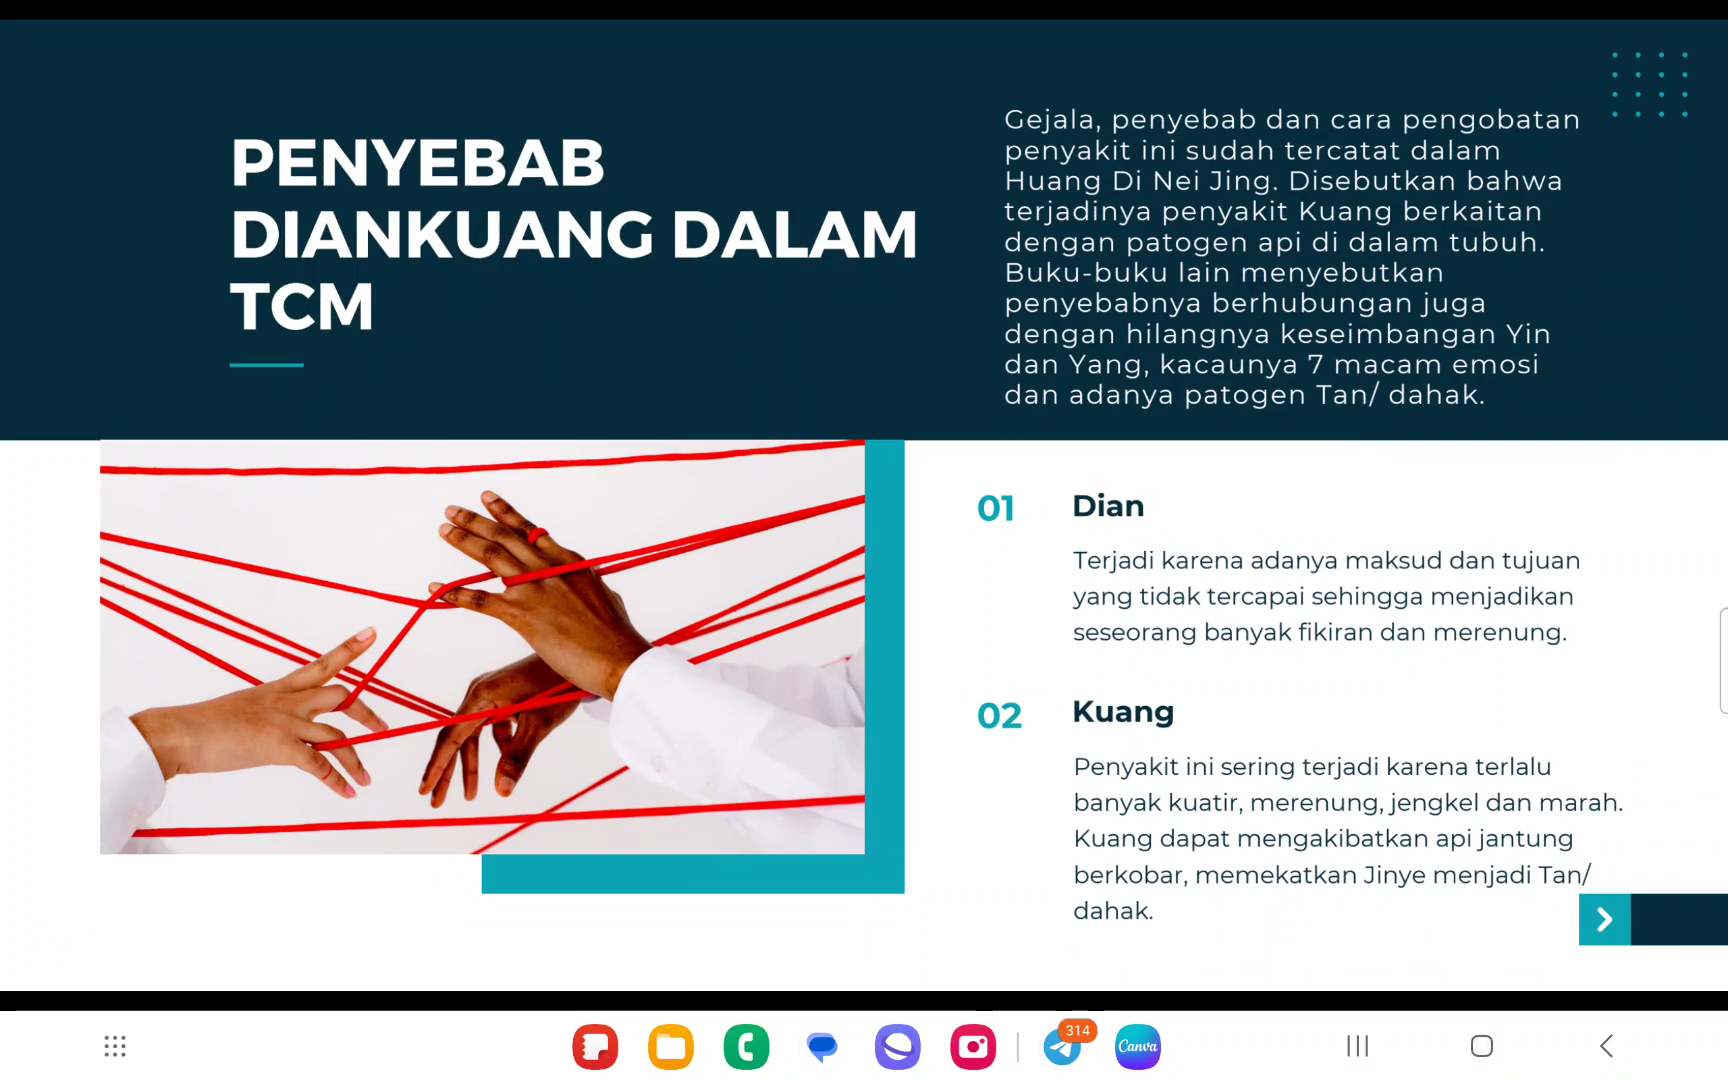 PENYEBAB
DIANKUANG DALAM
TCM
Gejala, penyebab dan cara pengobatan
penyakit ini sudah tercatat dalam
Huang Di Nei Jing. Disebutkan bahwa
terjadinya penyakit Kuang berkaitan
dengan patogen api di dalam tubuh.
Buku-buku lain menyebutkan
penyebabnya berhubungan juga
dengan hilangnya keseimbangan Yin
dan Yang, kacaunya 7 macam emosi
dan adanya patogen Tan/ dahak.
01 Dian
Terjadi karena adanya maksud dan tujuan
yang tidak tercapai sehingga menjadikan
seseorang banyak fikiran dan merenung.
02 Kuang
Penyakit ini sering terjadi karena terlalu
banyak kuatir, merenung, jengkel dan marah.
Kuang dapat mengakibatkan api jantung
berkobar, memekatkan Jinye menjadi Tan/
dahak.
314
Canva